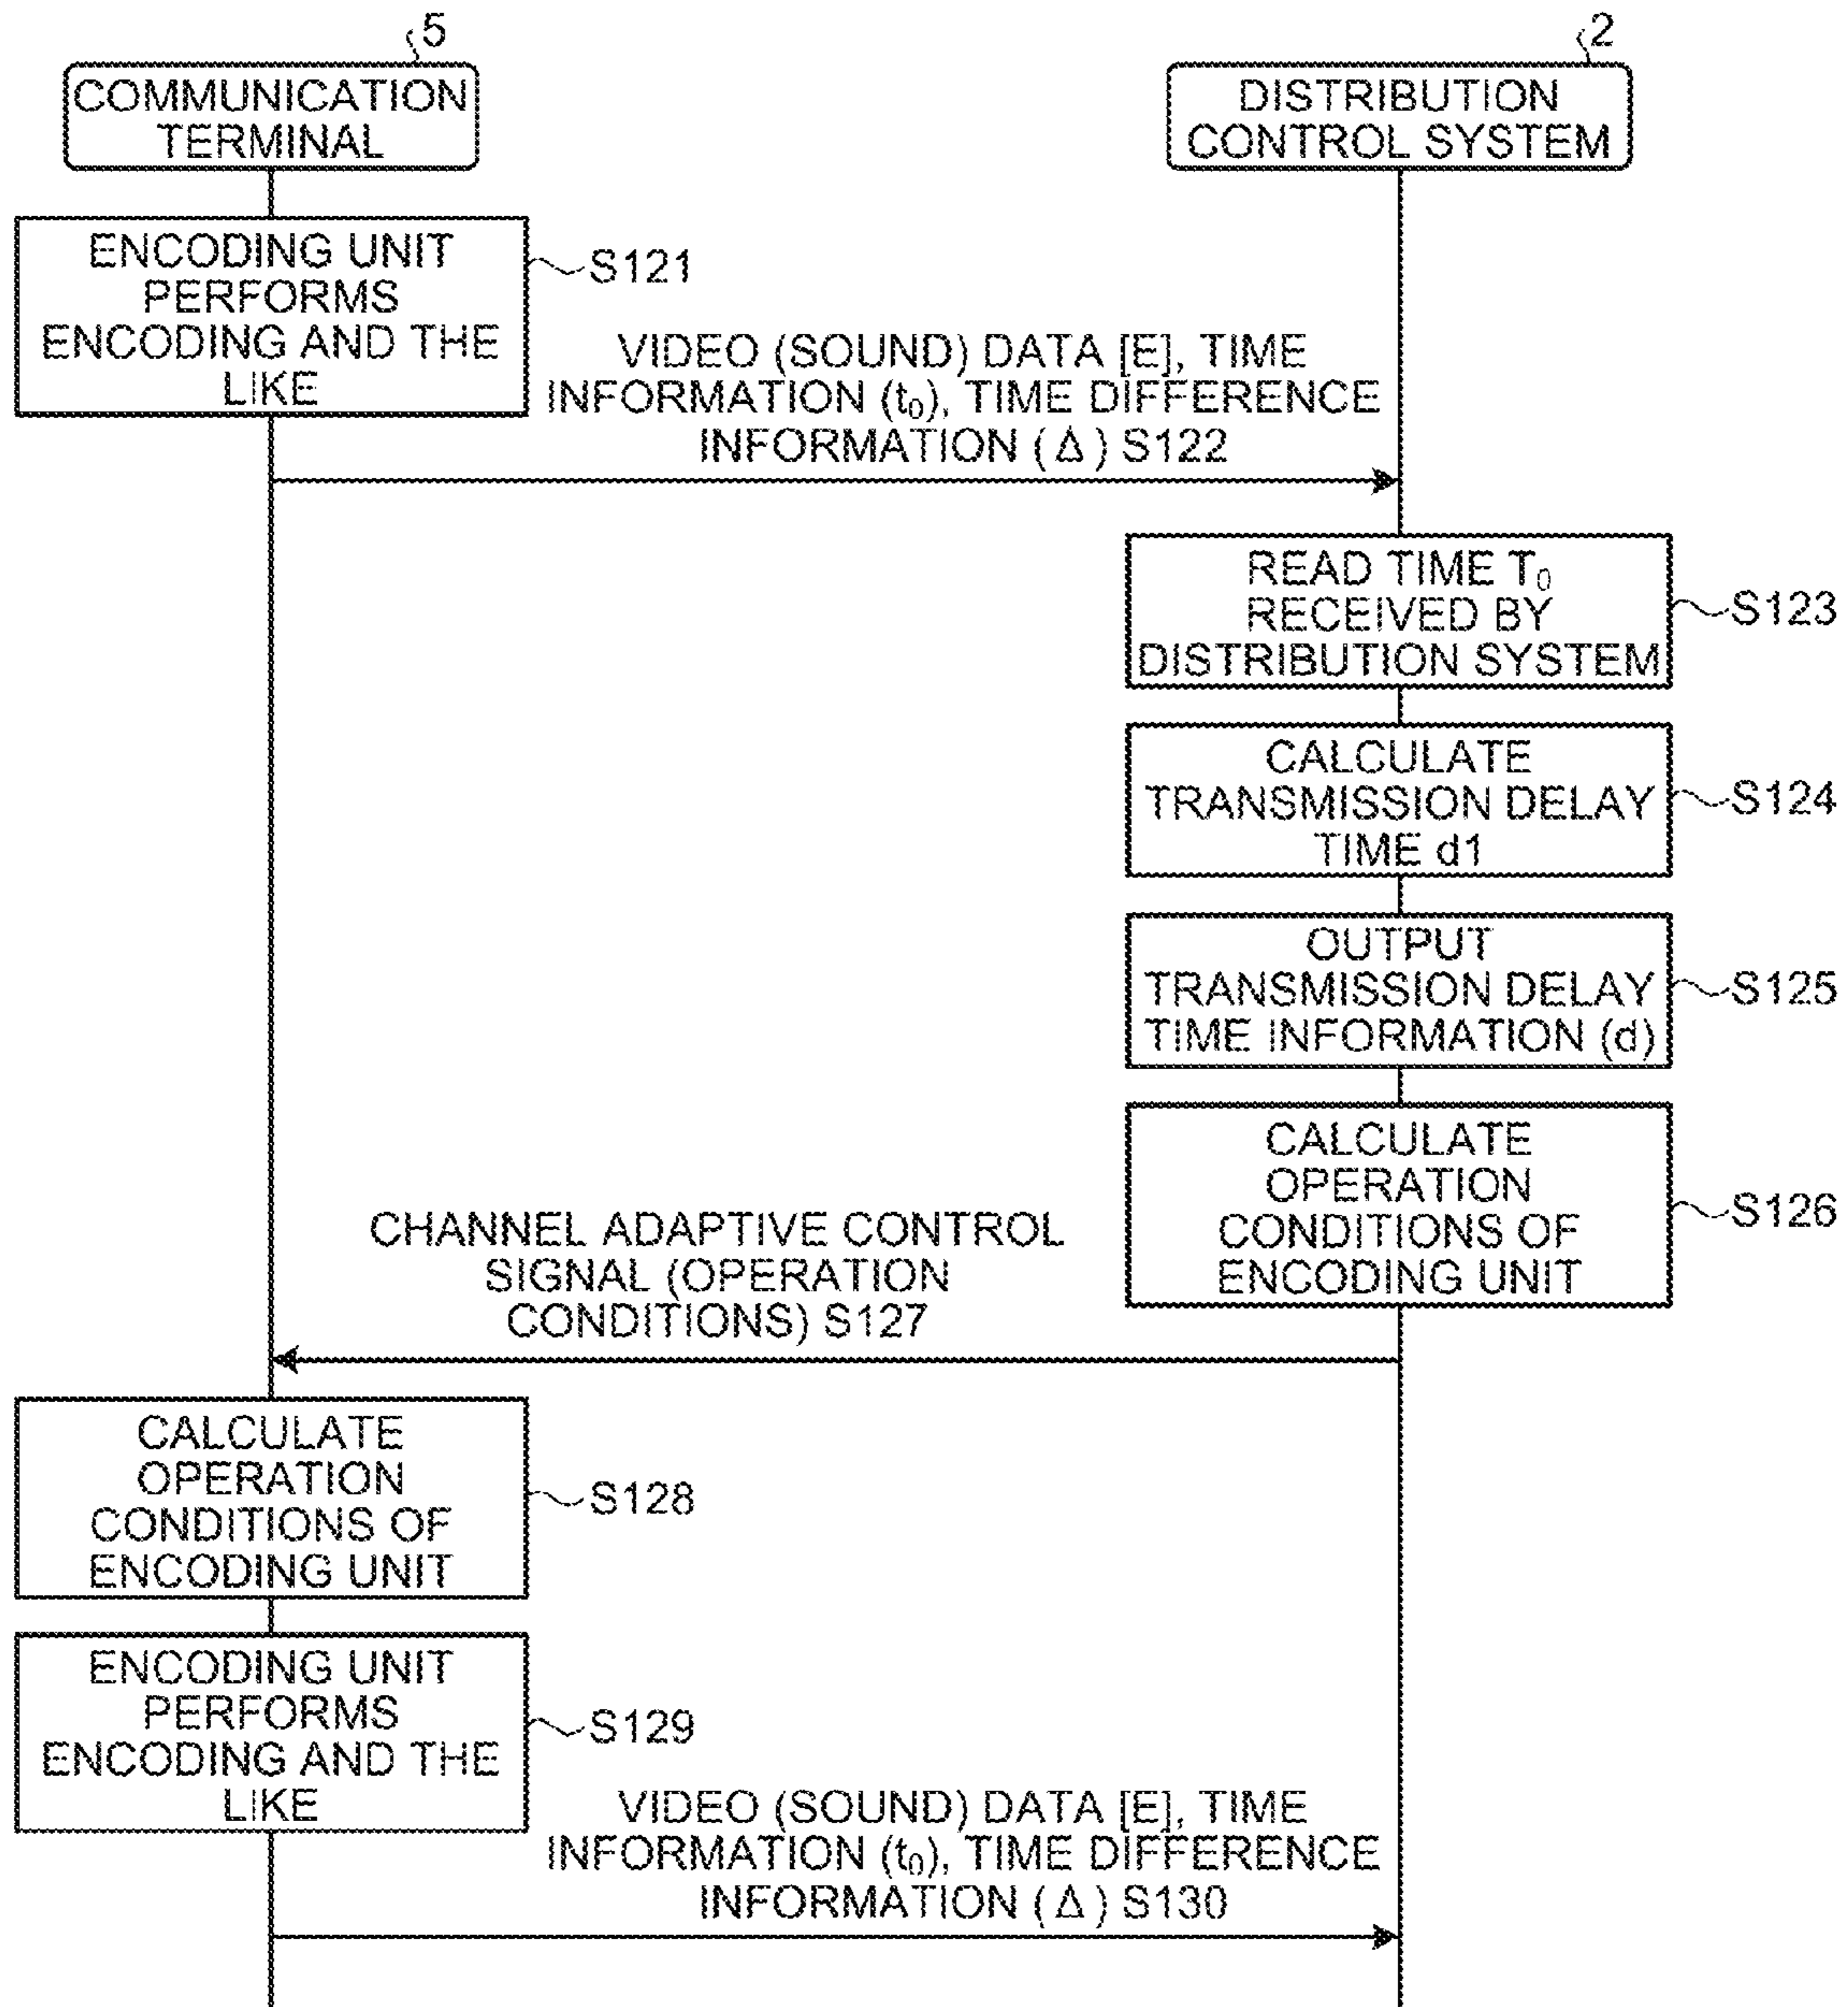 5
COMMUNICATION
TERMINAL
2
DISTRIBUTION
CONTROL SYSTEM
ENCODING UNIT
PERFORMS
ENCODING AND THE
LIKE
S121
VIDEO (SOUND) DATA [E], TIME
INFORMATION (t₀), TIME DIFFERENCE
INFORMATION (Δ) S122
READ TIME T₀
RECEIVED BY
DISTRIBUTION SYSTEM
S123
CALCULATE
TRANSMISSION DELAY
TIME d1
S124
OUTPUT
TRANSMISSION DELAY
TIME INFORMATION (d)
S125
CALCULATE
OPERATION
CONDITIONS OF
ENCODING UNIT
S126
CHANNEL ADAPTIVE CONTROL
SIGNAL (OPERATION
CONDITIONS) S127
CALCULATE
OPERATION
CONDITIONS OF
ENCODING UNIT
S128
ENCODING UNIT
PERFORMS
ENCODING AND THE
LIKE
S129
VIDEO (SOUND) DATA [E], TIME
INFORMATION (t₀), TIME DIFFERENCE
INFORMATION (Δ) S130